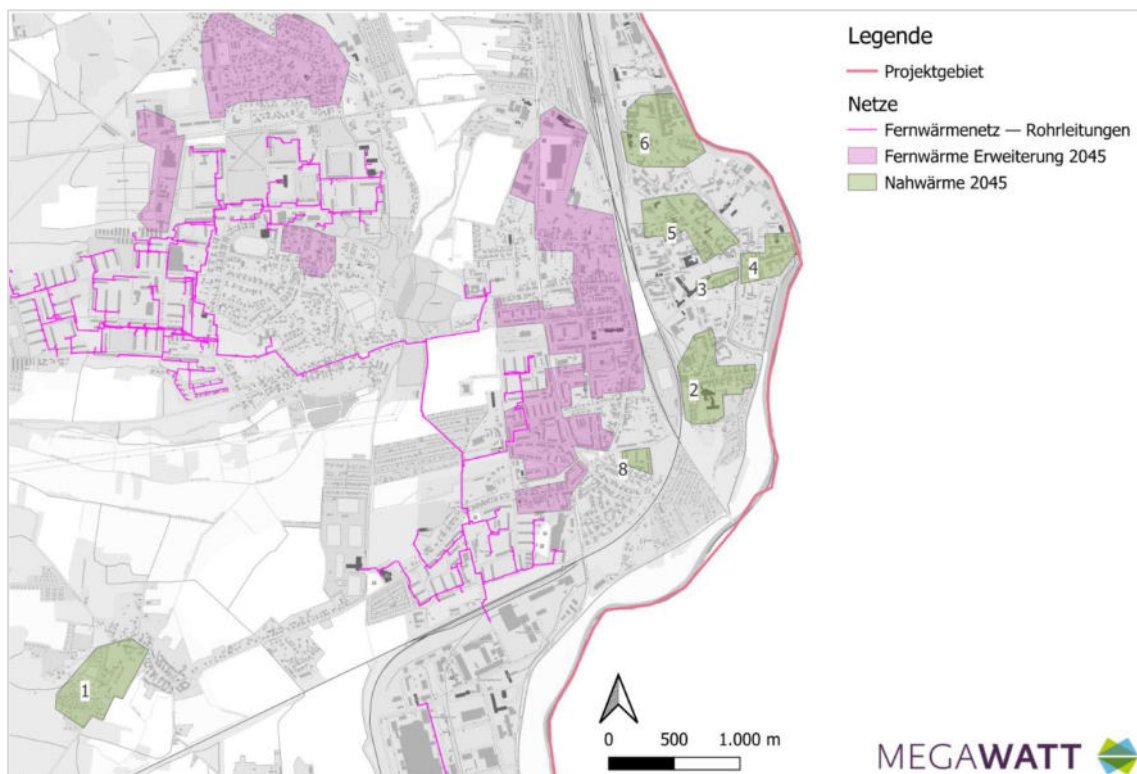 Legende
Projektgebiet
Netze
Fernwärmenetz — Rohrleitungen
Fernwärme Erweiterung 2045
Nahwärme 2045
6
5
4
3
2
8
1
0 500 1.000 m
MEGAWATT